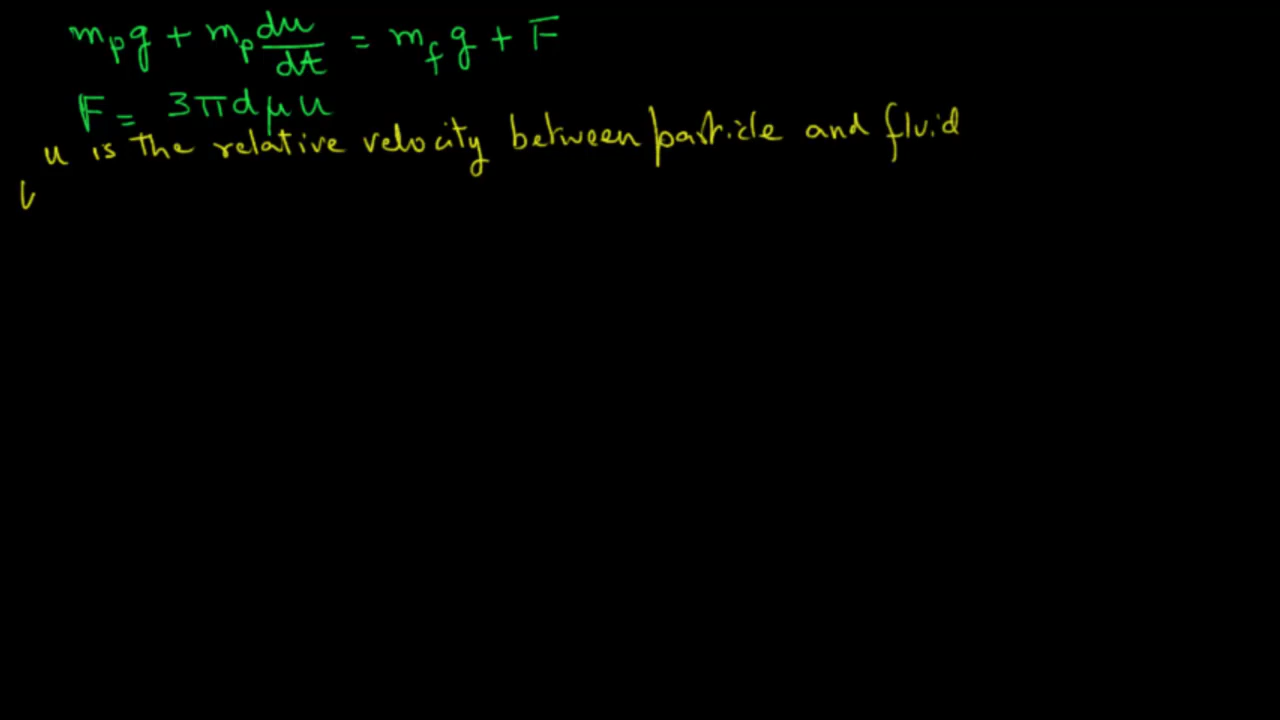 m_p g + m_p du/dt = m_f g + F
F = 3πdμu
u is the relative velocity between particle and fluid